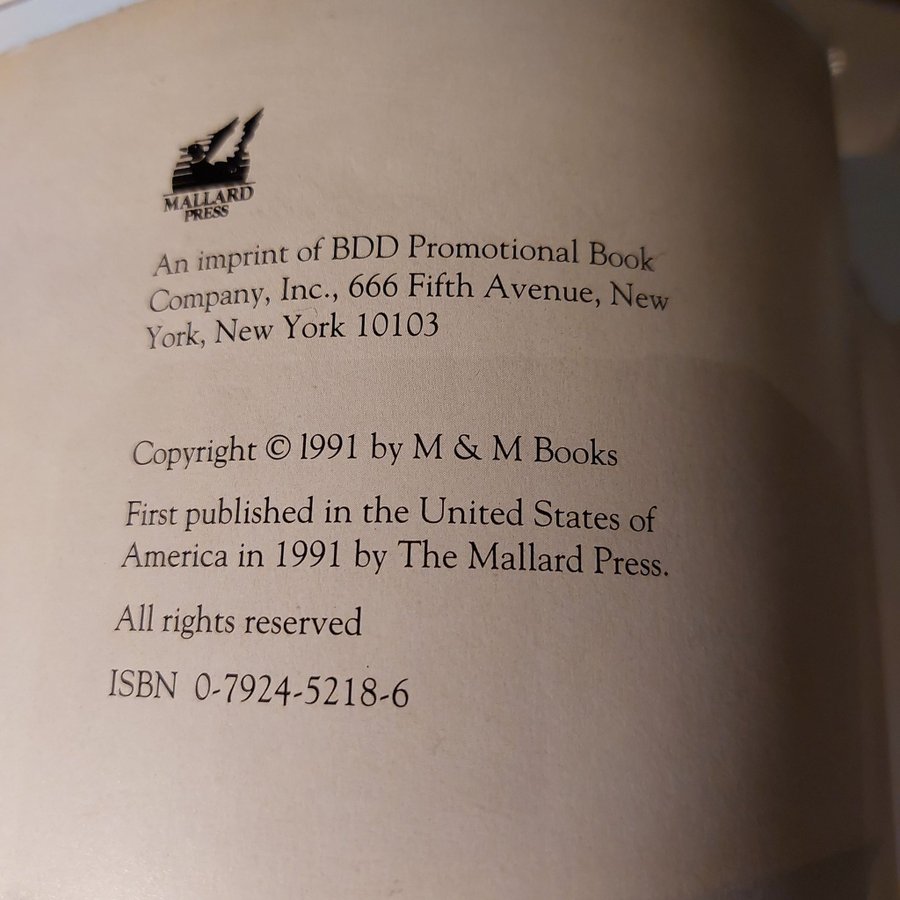 MALLARD
PRESS
An imprint of BDD Promotional Book
Company, Inc., 666 Fifth Avenue, New
York, New York 10103
Copyright © 1991 by M & M Books
First published in the United States of
America in 1991 by The Mallard Press.
All rights reserved
ISBN 0-7924-5218-6